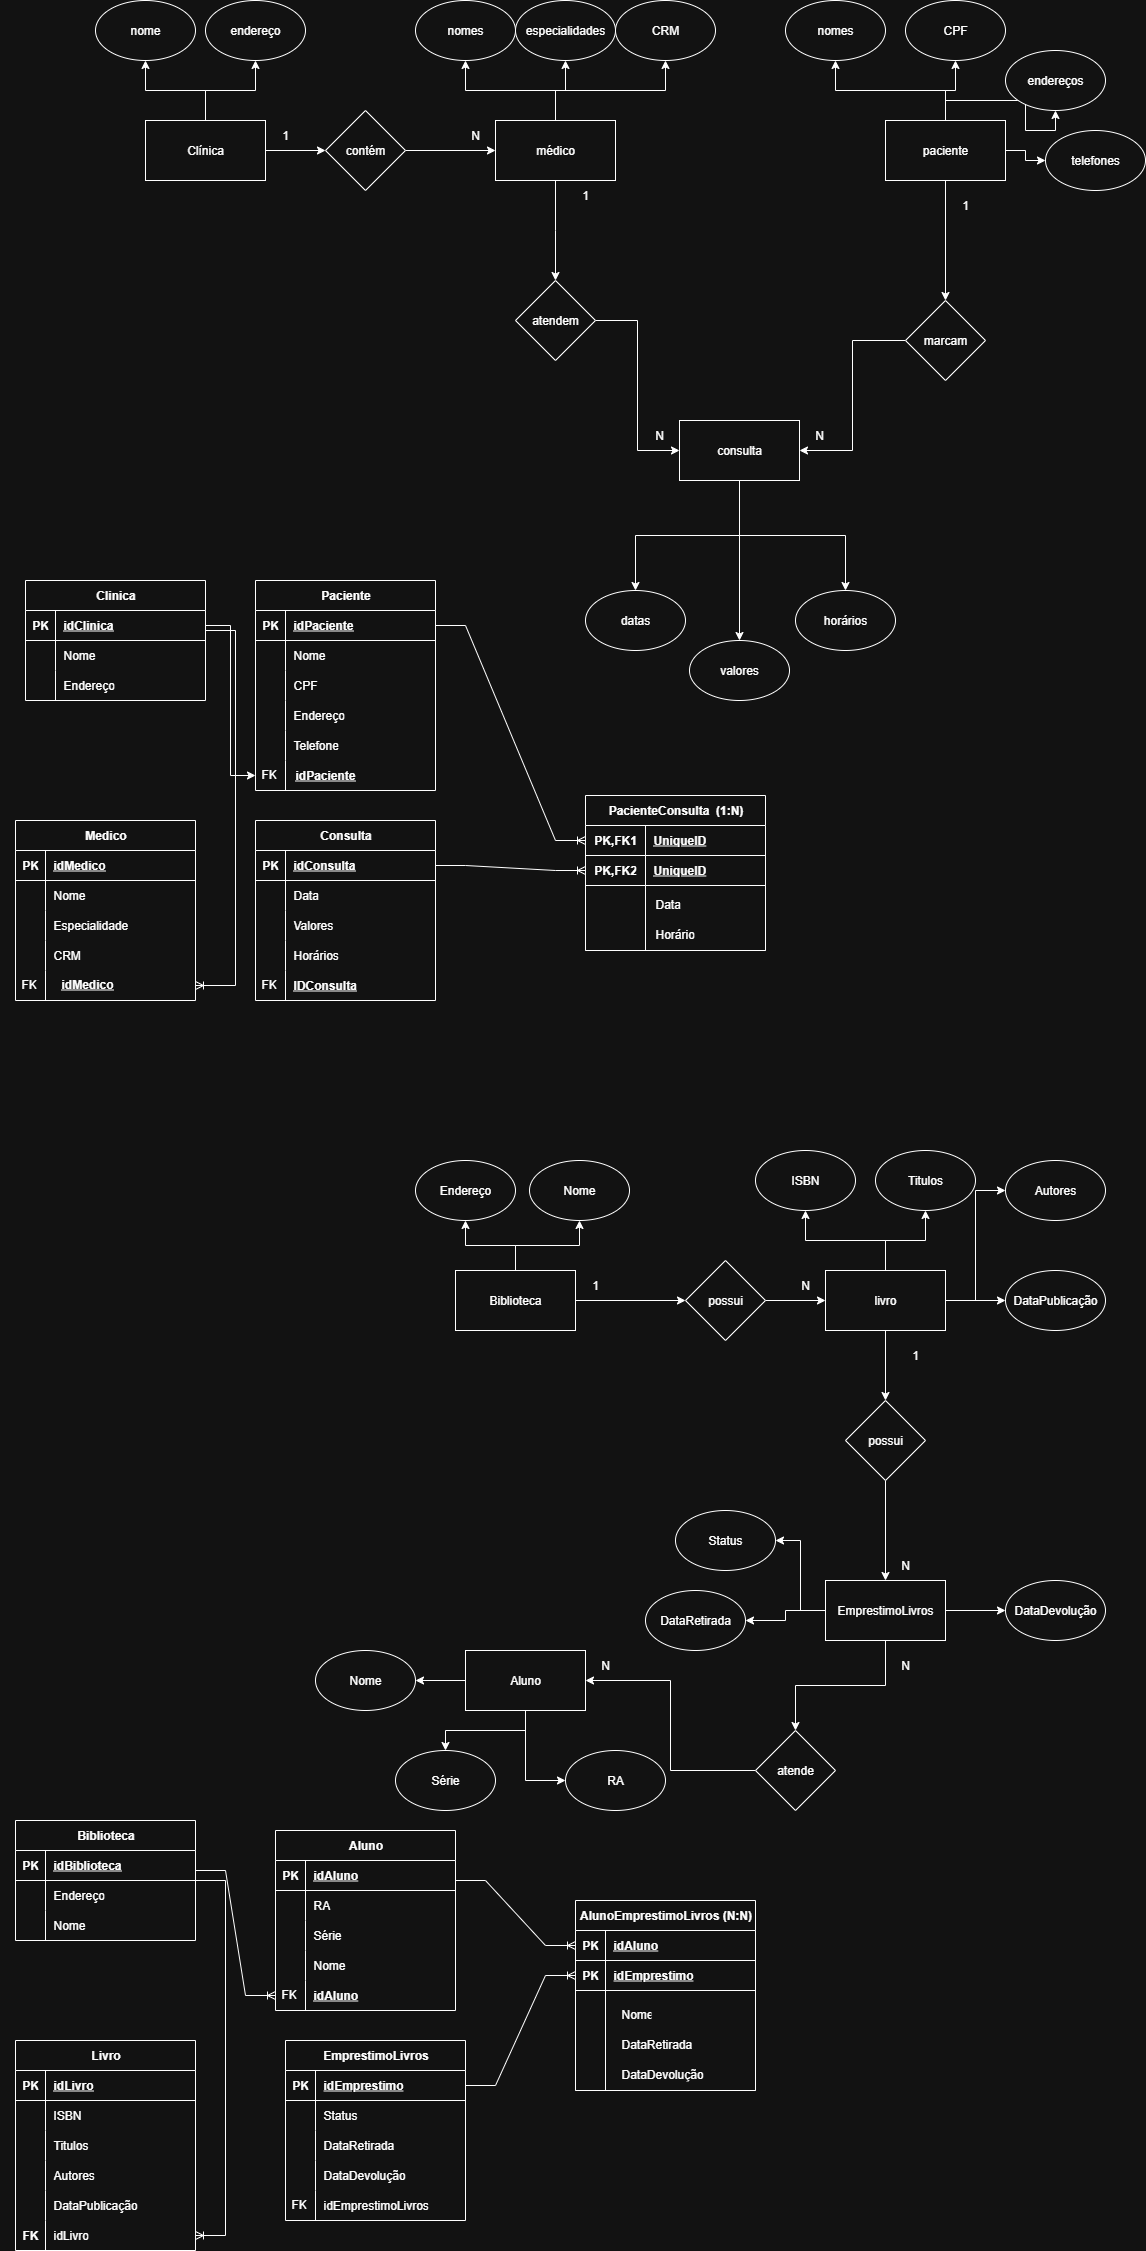 nome
endereço
nomes
especialidades
CRM
nomes
CPF
endereços
Clínica
1
contém
N
médico
paciente
telefones
1
1
atendem
marcam
N
consulta
N
datas
valores
horários
Clinica
PK idClinica
Nome
Endereço
Paciente
PK idPaciente
Nome
CPF
Endereço
Telefone
FK idPaciente
Medico
PK idMedico
Nome
Especialidade
CRM
FK idMedico
Consulta
PK idConsulta
Data
Valores
Horários
FK IDConsulta
PacienteConsulta (1:N)
PK,FK1 UniqueID
PK,FK2 UniqueID
Data
Horário
Endereço
Nome
ISBN
Titulos
Autores
Biblioteca
1
possui
N
livro
DataPublicação
1
possui
Status
N
DataRetirada
EmprestimoLivros
DataDevolução
N
Nome
Aluno
N
Série
RA
atende
Biblioteca
PK idBiblioteca
Endereço
Nome
Aluno
PK idAluno
RA
Série
Nome
FK idAluno
AlunoEmprestimoLivros (N:N)
PK idAluno
PK idEmprestimo
Nome
DataRetirada
DataDevolução
Livro
PK idLivro
ISBN
Titulos
Autores
DataPublicação
FK idLivro
EmprestimoLivros
PK idEmprestimo
Status
DataRetirada
DataDevolução
FK idEmprestimoLivros